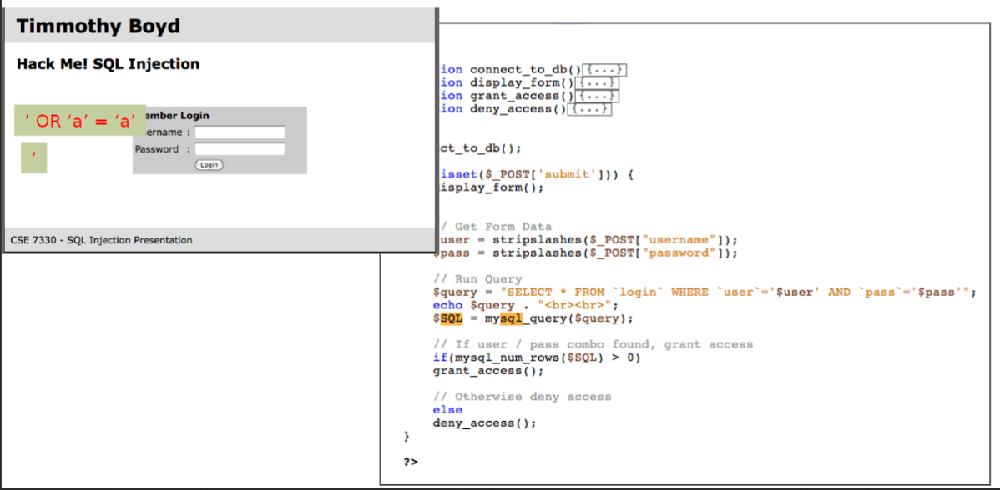 Timmothy Boyd
Hack Me! SQL Injection
' OR 'a' = 'a'
'
ember Login
ername :
Password :
Login
CSE 7330 - SQL Injection Presentation
ion connect_to_db(){...}
ion display_form(){...}
ion grant_access(){...}
ion deny_access(){...}
ct_to_db();
isset($_POST['submit'])) {
isplay_form();
/ Get Form Data
user = stripslashes($_POST["username"]);
$pass = stripslashes($_POST["password"]);
// Run Query
$query = "SELECT * FROM `login` WHERE `user`='$user' AND `pass`='$pass'";
echo $query . "<br><br>";
$SQL = mysql_query($query);
// If user / pass combo found, grant access
if(mysql_num_rows($SQL) > 0)
grant_access();
// Otherwise deny access
else
deny_access();
}
?>